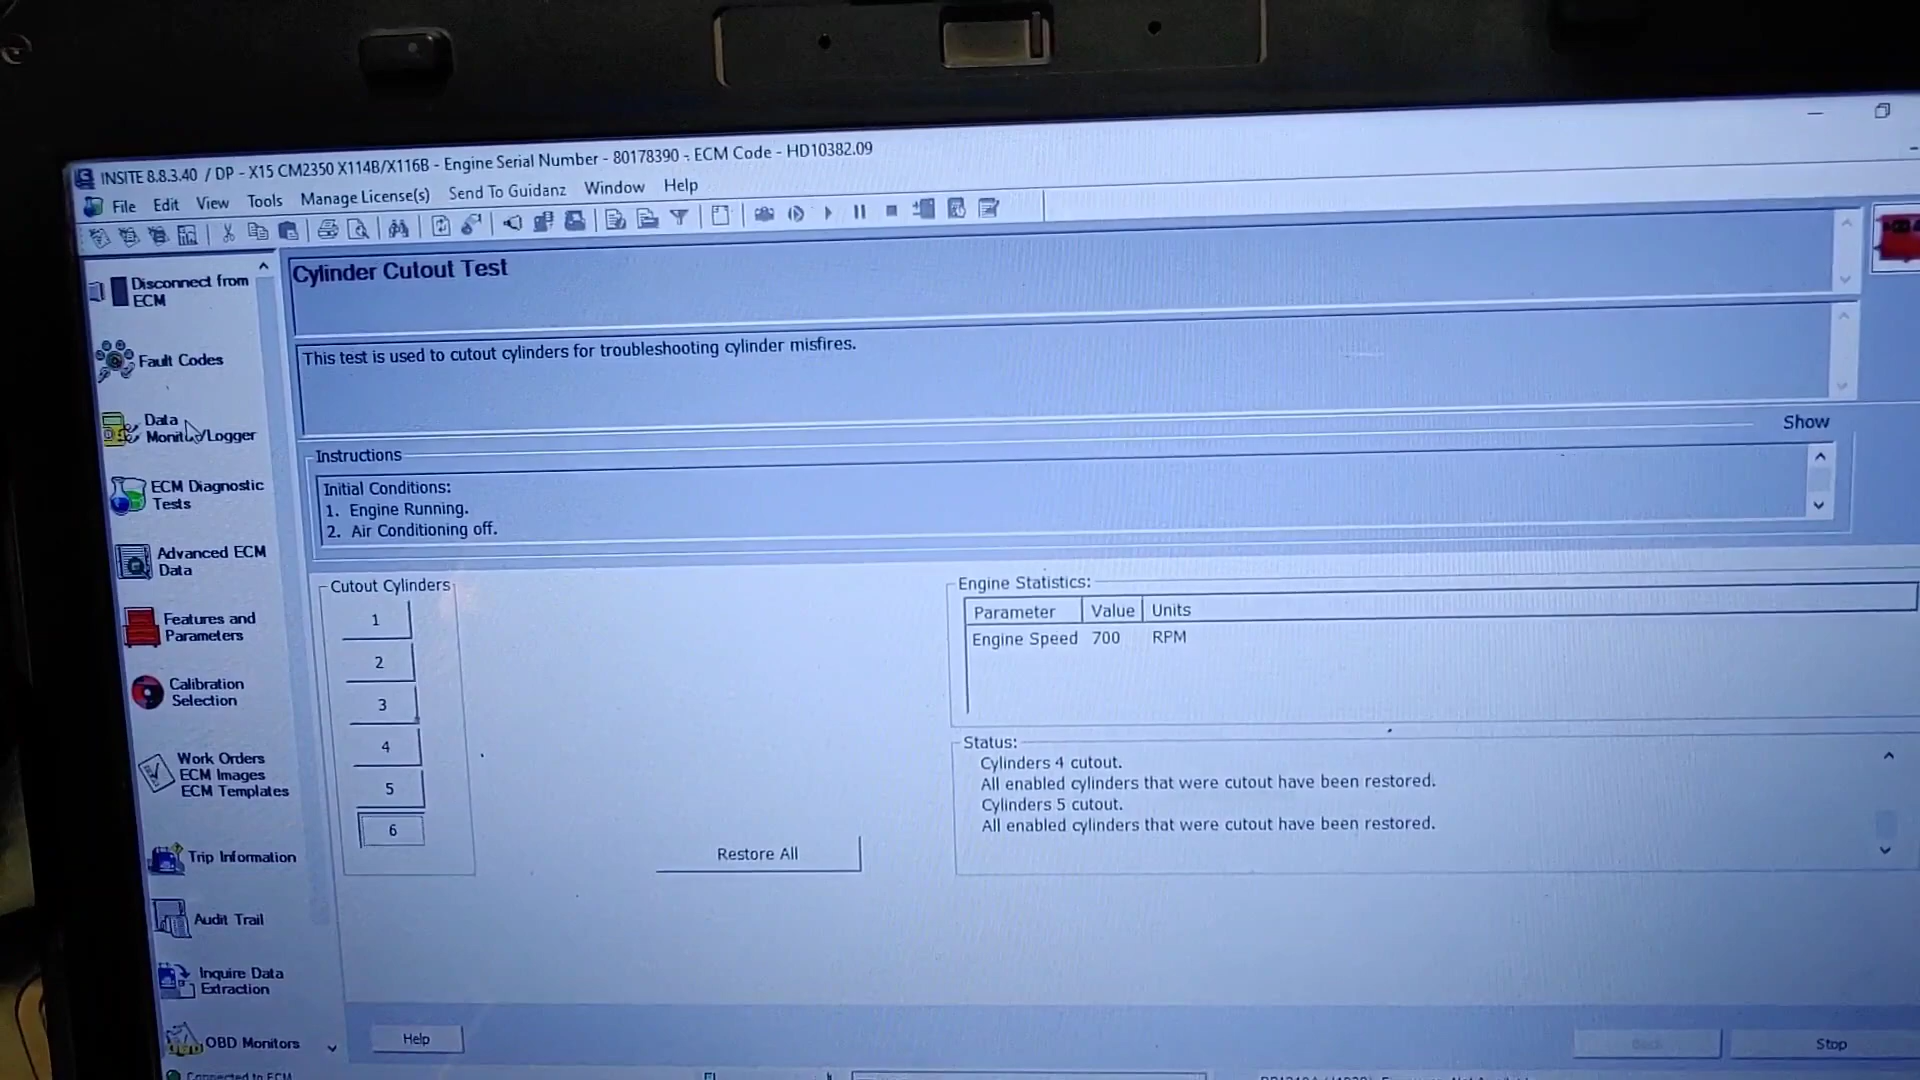 INSITE 8.8.3.40 / DP - X15 CM2350 X114B/X116B - Engine Serial Number - 80178390 - ECM Code - HD10382.09
File Edit View Tools Manage License(s) Send To Guidanz Window Help
Disconnect from
ECM
Fault Codes
Data
Monitor/Logger
ECM Diagnostic
Tests
Advanced ECM
Data
Features and
Parameters
Calibration
Selection
Work Orders
ECM Images
ECM Templates
Trip Information
Audit Trail
Inquire Data
Extraction
OBD Monitors
Connected to ECM
Cylinder Cutout Test
This test is used to cutout cylinders for troubleshooting cylinder misfires.
Show
Instructions
Initial Conditions:
1. Engine Running.
2. Air Conditioning off.
Cutout Cylinders
1
2
3
4
5
6
Restore All
Engine Statistics:
Parameter Value Units
Engine Speed 700 RPM
Status:
Cylinders 4 cutout.
All enabled cylinders that were cutout have been restored.
Cylinders 5 cutout.
All enabled cylinders that were cutout have been restored.
Help
Stop